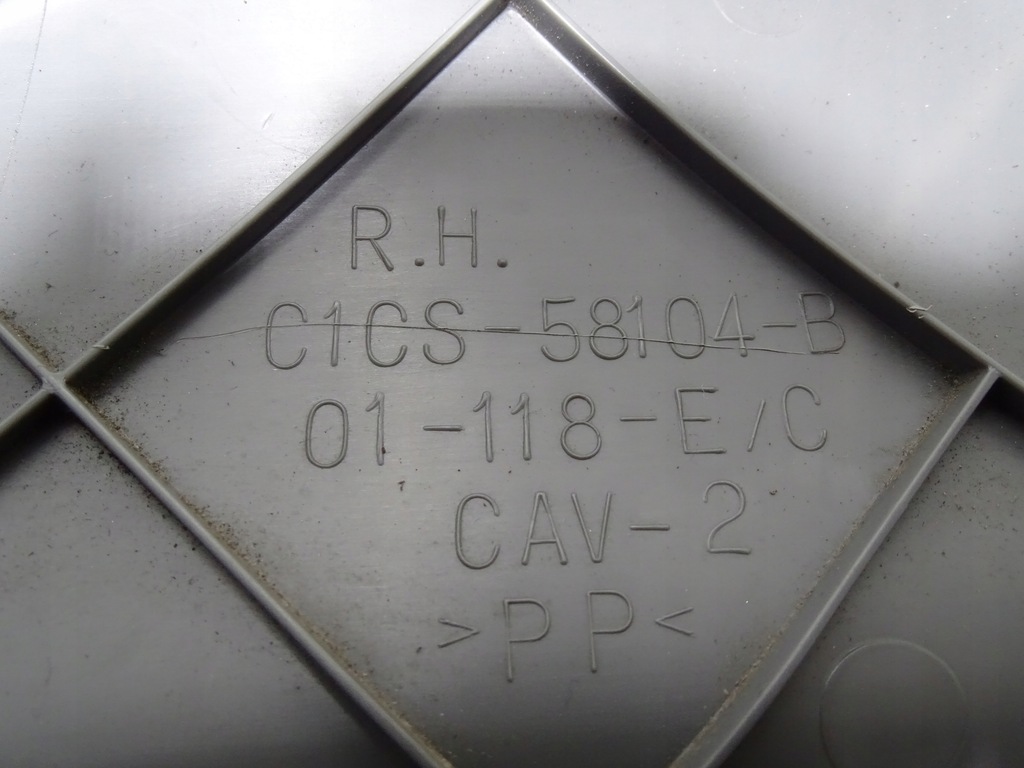 R.H.
C1CS-58104-B
01-118-E/C
CAV-2
>PP<